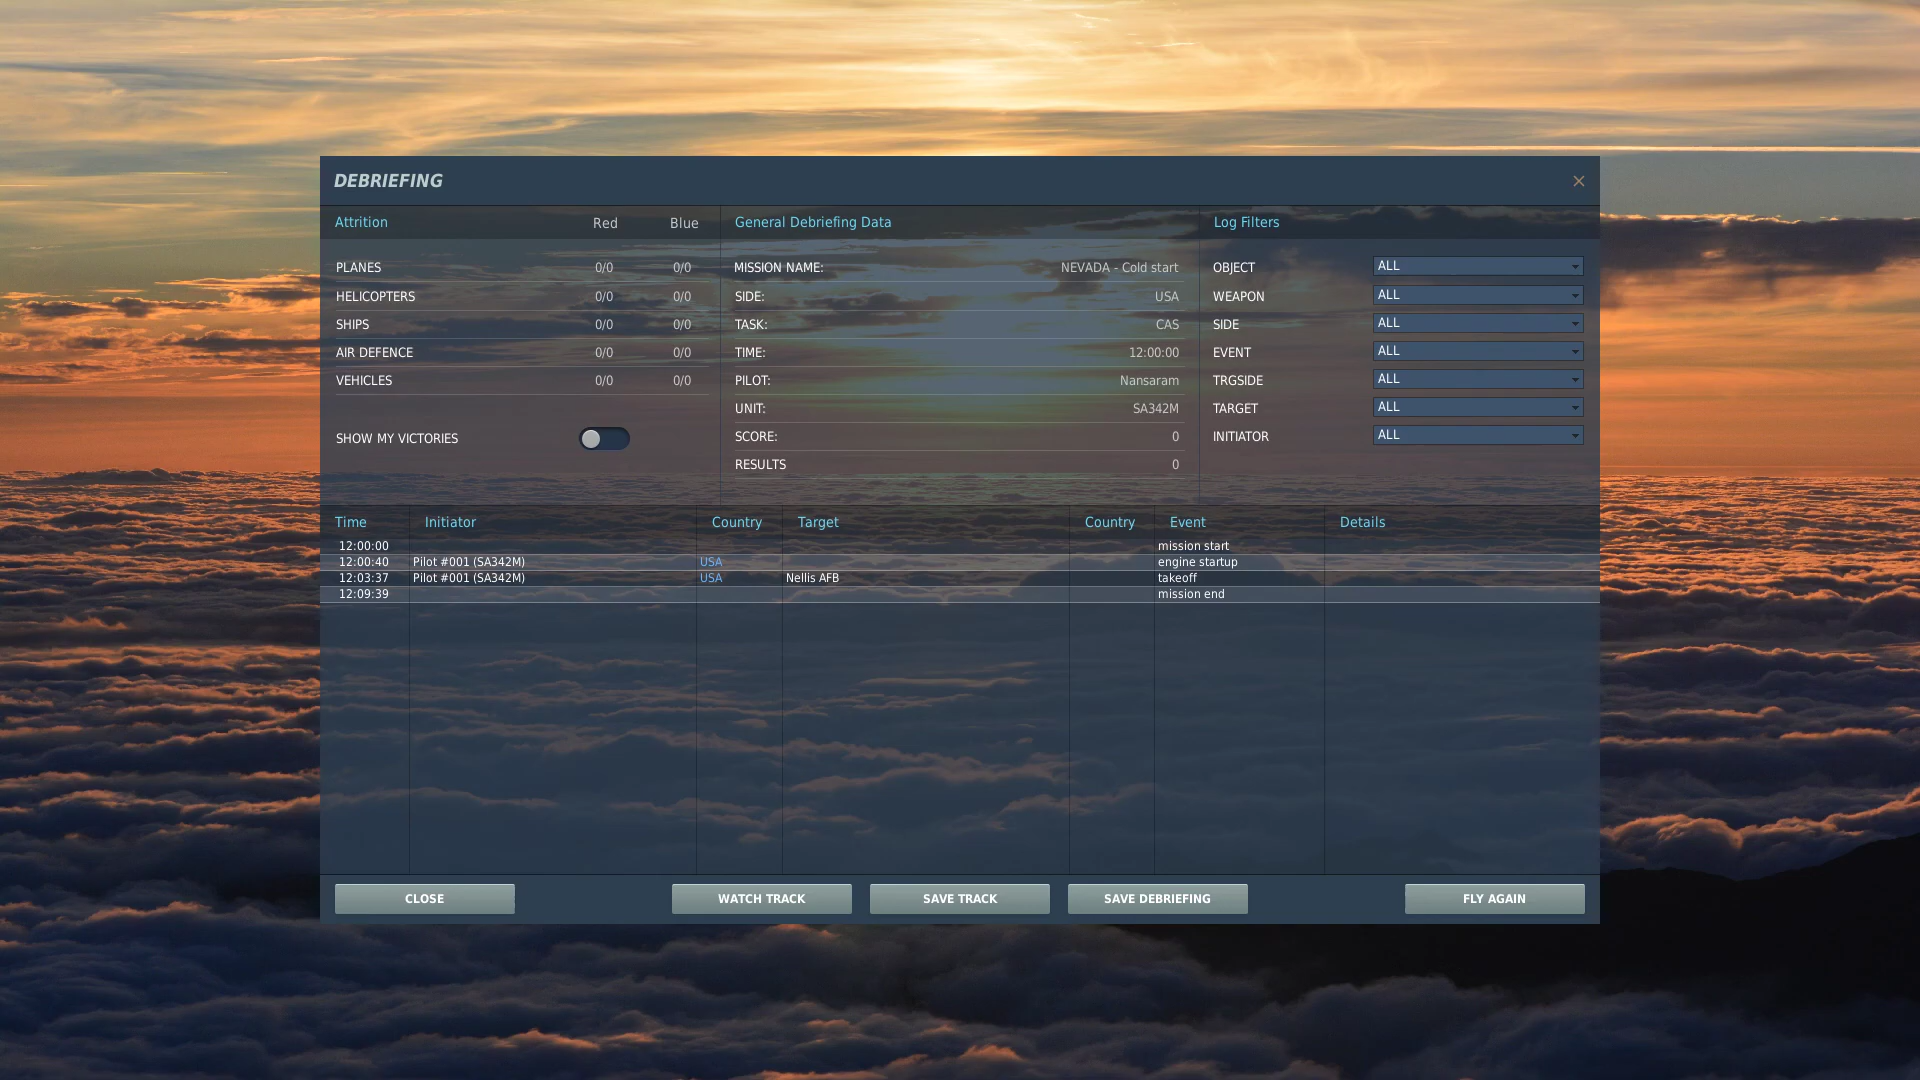 DEBRIEFING
Attrition Red Blue
PLANES 0/0 0/0
HELICOPTERS 0/0 0/0
SHIPS 0/0 0/0
AIR DEFENCE 0/0 0/0
VEHICLES 0/0 0/0
SHOW MY VICTORIES
General Debriefing Data
MISSION NAME: NEVADA - Cold start
SIDE: USA
TASK: CAS
TIME: 12:00:00
PILOT: Nansaram
UNIT: SA342M
SCORE: 0
RESULTS 0
Log Filters
OBJECT ALL
WEAPON ALL
SIDE ALL
EVENT ALL
TRGSIDE ALL
TARGET ALL
INITIATOR ALL
Time Initiator Country Target Country Event Details
12:00:00 mission start
12:00:40 Pilot #001 (SA342M) USA engine startup
12:03:37 Pilot #001 (SA342M) USA Nellis AFB takeoff
12:09:39 mission end
CLOSE WATCH TRACK SAVE TRACK SAVE DEBRIEFING FLY AGAIN